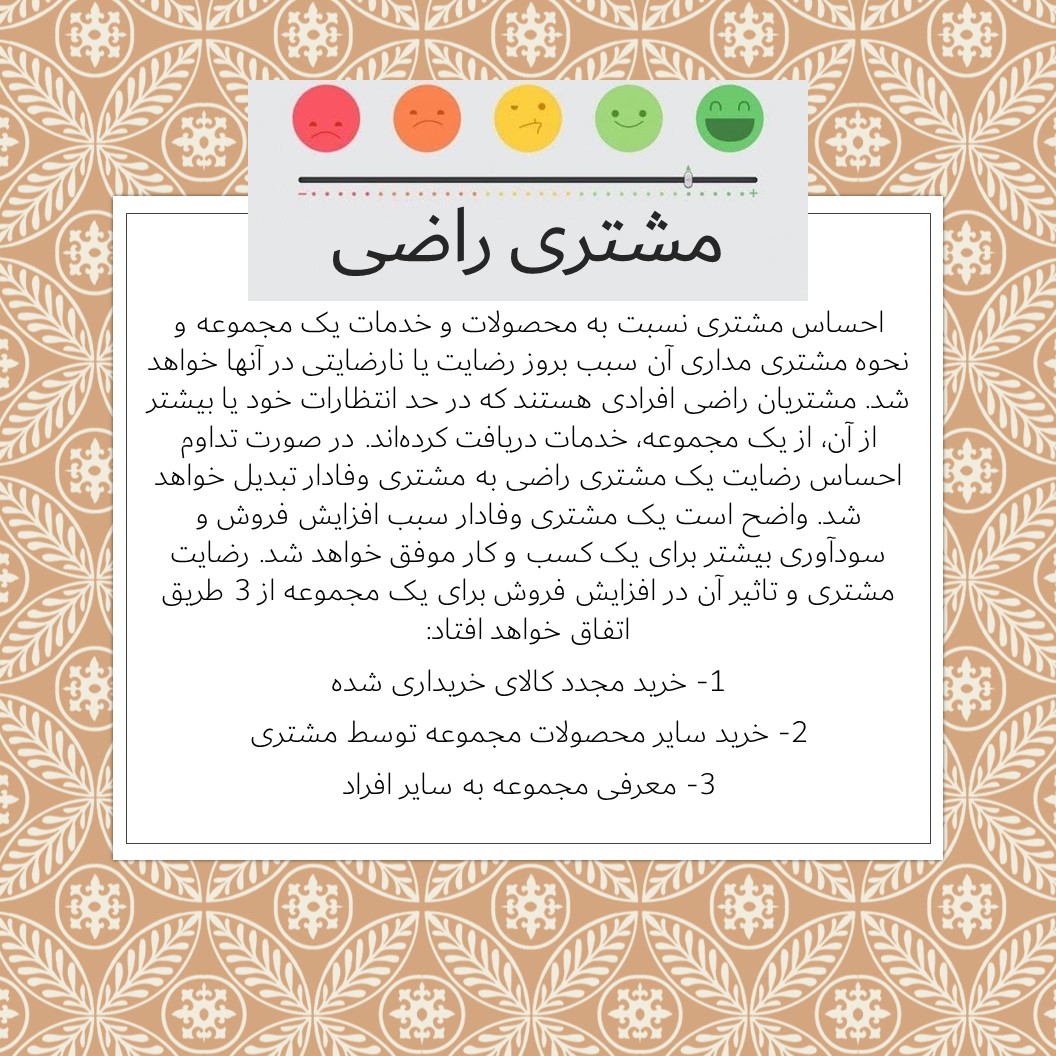 مشتری راضی
احساس مشتری نسبت به محصولات و خدمات یک مجموعه و
نحوه مشتری مداری آن سبب بروز رضایت یا نارضایتی در آنها خواهد
شد. مشتریان راضی افرادی هستند که در حد انتظارات خود یا بیشتر
از آن، از یک مجموعه، خدمات دریافت کرده‌اند. در صورت تداوم
احساس رضایت یک مشتری راضی به مشتری وفادار تبدیل خواهد
شد. واضح است یک مشتری وفادار سبب افزایش فروش و
سودآوری بیشتر برای یک کسب و کار موفق خواهد شد. رضایت
مشتری و تاثیر آن در افزایش فروش برای یک مجموعه از 3 طریق
اتفاق خواهد افتاد:
1- خرید مجدد کالای خریداری شده
2- خرید سایر محصولات مجموعه توسط مشتری
3- معرفی مجموعه به سایر افراد